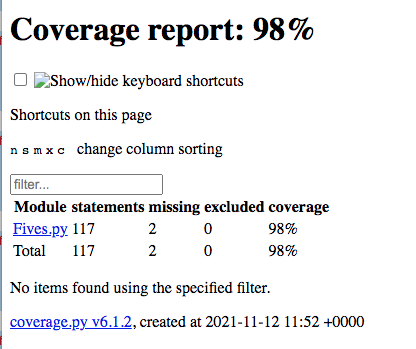 Coverage report: 98%
Show/hide keyboard shortcuts
Shortcuts on this page
n s m x c change column sorting
filter...
Module statements missing excluded coverage
Fives.py 117 2 0 98%
Total 117 2 0 98%
No items found using the specified filter.
coverage.py v6.1.2, created at 2021-11-12 11:52 +0000